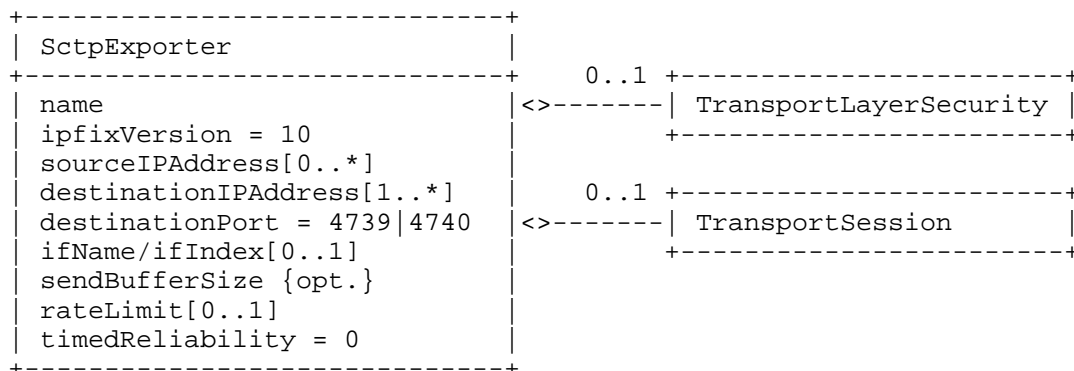 SctpExporter
0..1
name <>-------| TransportLayerSecurity
ipfixVersion = 10
sourceIPAddress[0..*]
destinationIPAddress[1..*] 0..1
destinationPort = 4739|4740 <>-------| TransportSession
ifName/ifIndex[0..1]
sendBufferSize {opt.}
rateLimit[0..1]
timedReliability = 0